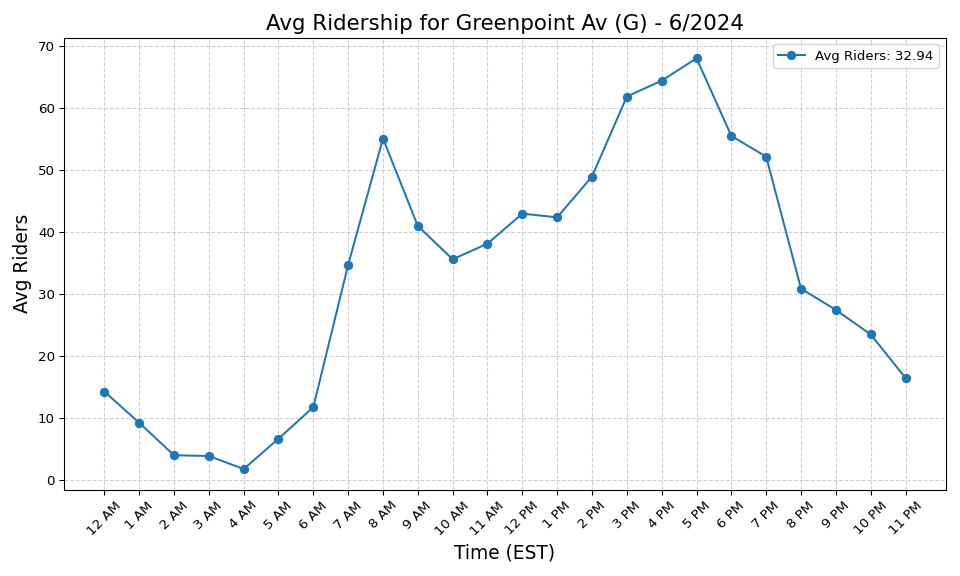 Avg Ridership for Greenpoint Av (G) - 6/2024
Avg Riders: 32.94
Avg Riders
70
60
50
40
30
20
10
0
12 AM
1 AM
2 AM
3 AM
4 AM
5 AM
6 AM
7 AM
8 AM
9 AM
10 AM
11 AM
12 PM
1 PM
2 PM
3 PM
4 PM
5 PM
6 PM
7 PM
8 PM
9 PM
10 PM
11 PM
Time (EST)